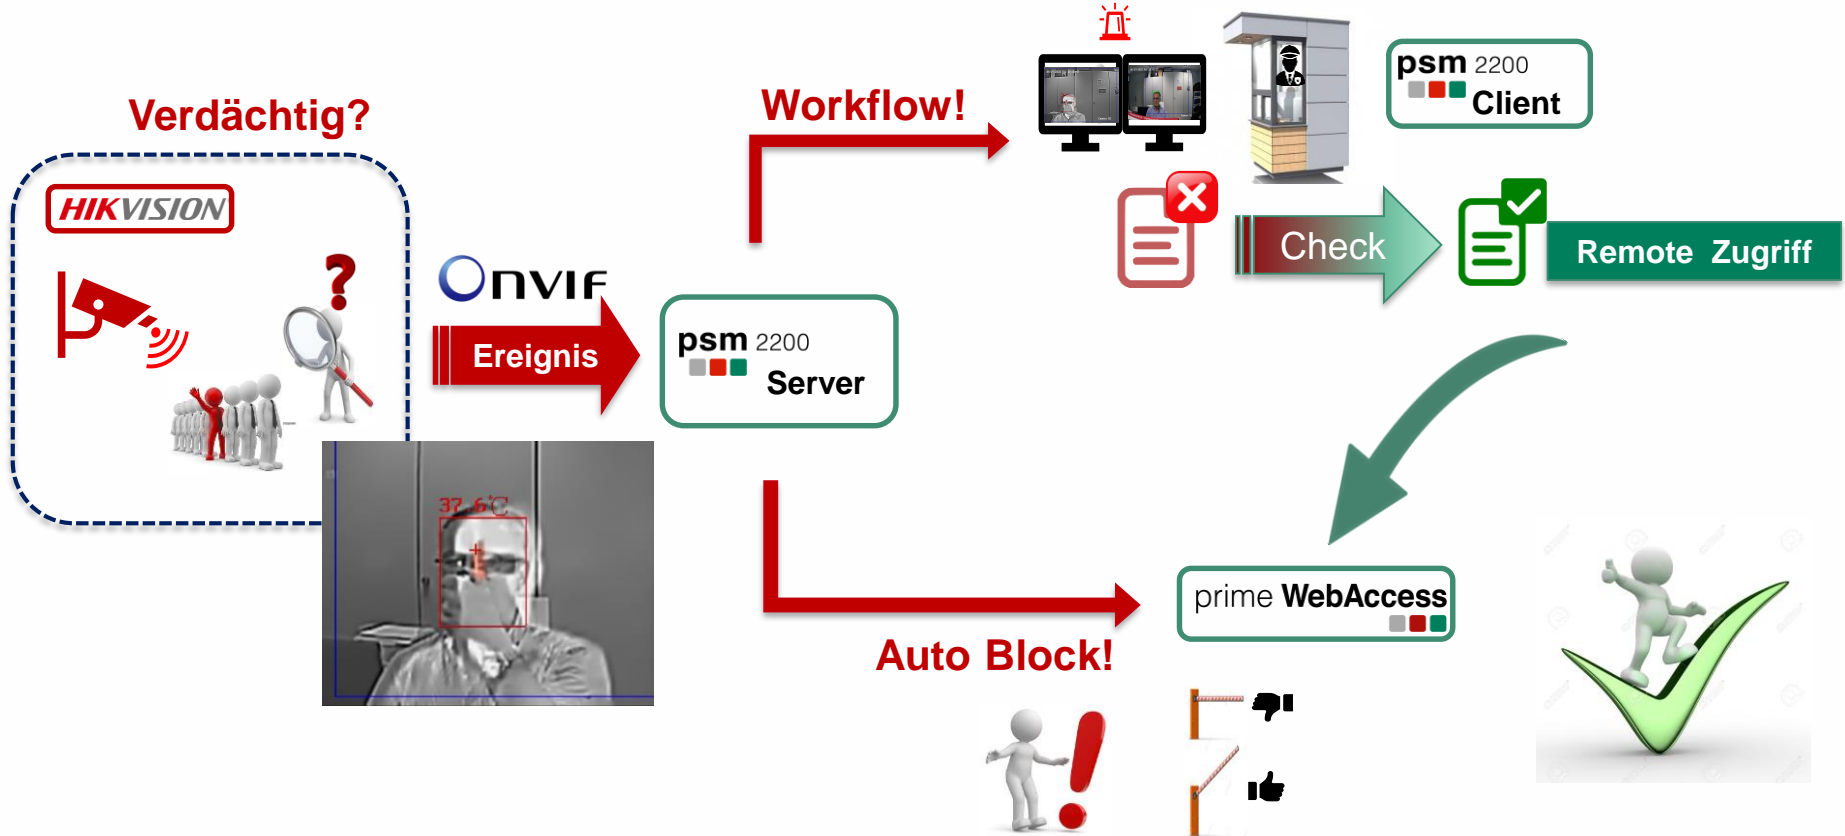 Verdächtig?
HIKVISION
?
Onvif
Ereignis
37.6°C
psm 2200
Server
Workflow!
psm 2200
Client
Check
Remote Zugriff
Auto Block!
prime WebAccess